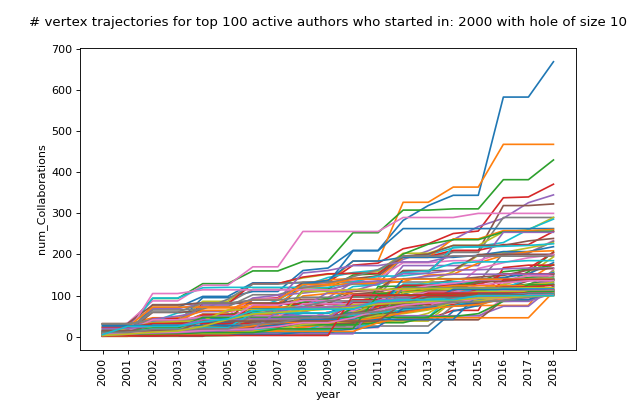 # vertex trajectories for top 100 active authors who started in: 2000 with hole of size 10
700
600
500
400
300
200
100
0
num_Collaborations
2000 2001 2002 2003 2004 2005 2006 2007 2008 2009 2010 2011 2012 2013 2014 2015 2016 2017 2018
year